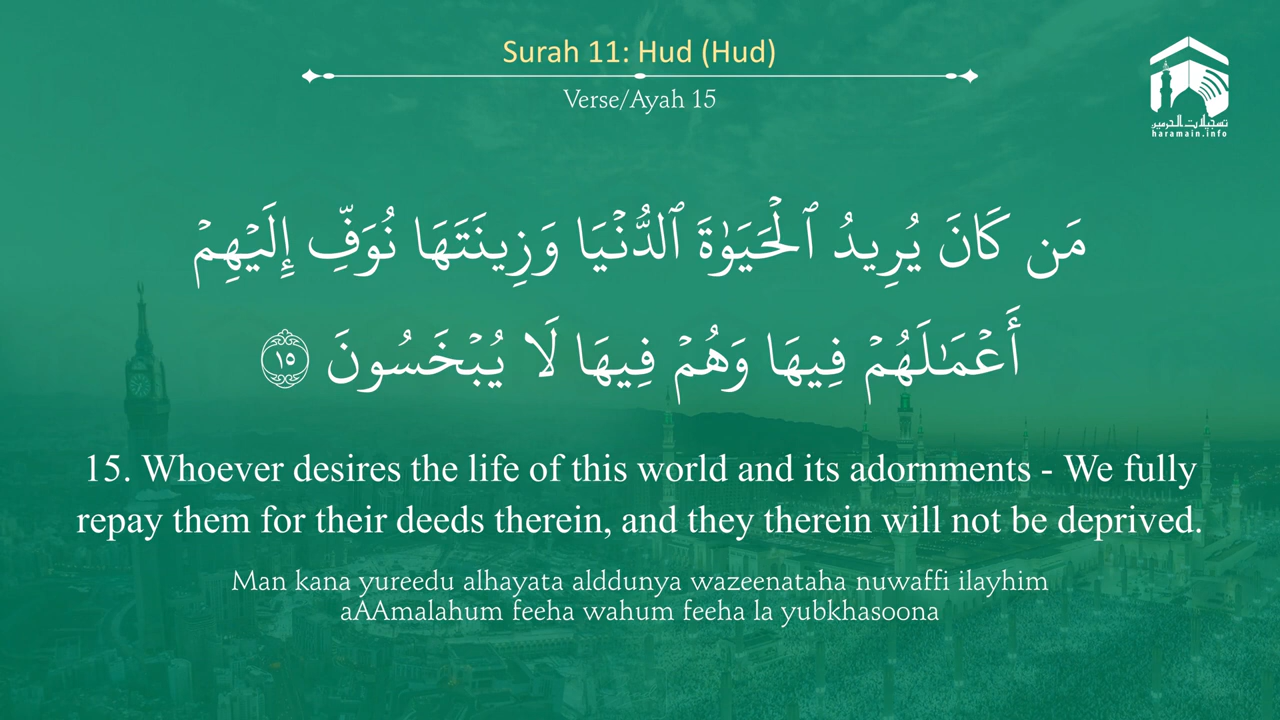 Surah 11: Hud (Hud)
Verse/Ayah 15
تسجيلات الحرمين
haramain.info
مَن كَانَ يُرِيدُ ٱلْحَيَوٰةَ ٱلدُّنْيَا وَزِينَتَهَا نُوَفِّ إِلَيْهِمْ
أَعْمَـٰلَهُمْ فِيهَا وَهُمْ فِيهَا لَا يُبْخَسُونَ ١٥
15. Whoever desires the life of this world and its adornments - We fully
repay them for their deeds therein, and they therein will not be deprived.
Man kana yureedu alhayata alddunya wazeenataha nuwaffi ilayhim
aAAmalahum feeha wahum feeha la yubkhasoona